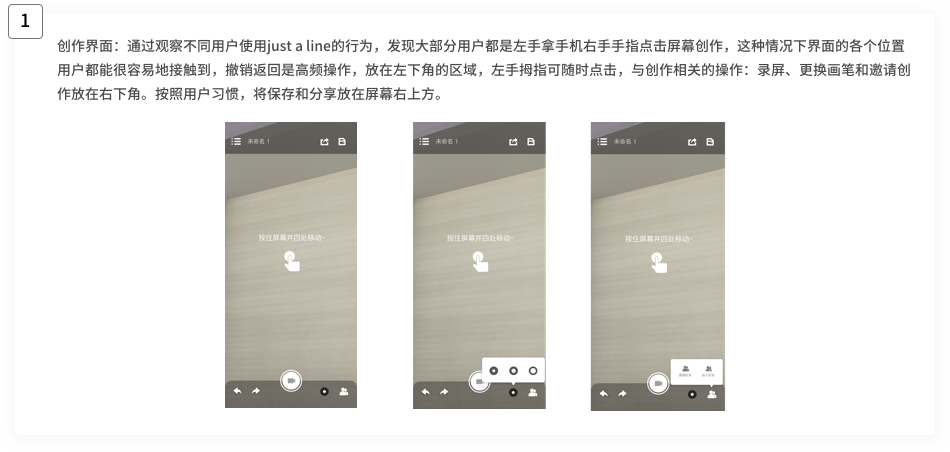 1
创作界面：通过观察不同用户使用just a line的行为，发现大部分用户都是左手拿手机右手手指点击屏幕创作，这种情况下界面的各个位置
用户都能很容易地接触到，撤销返回是高频操作，放在左下角的区域，左手拇指可随时点击，与创作相关的操作：录屏、更换画笔和邀请创
作放在右下角。按照用户习惯，将保存和分享放在屏幕右上方。
未命名 1
未命名 1
未命名 1
按住屏幕并四处移动~
按住屏幕并四处移动~
按住屏幕并四处移动~